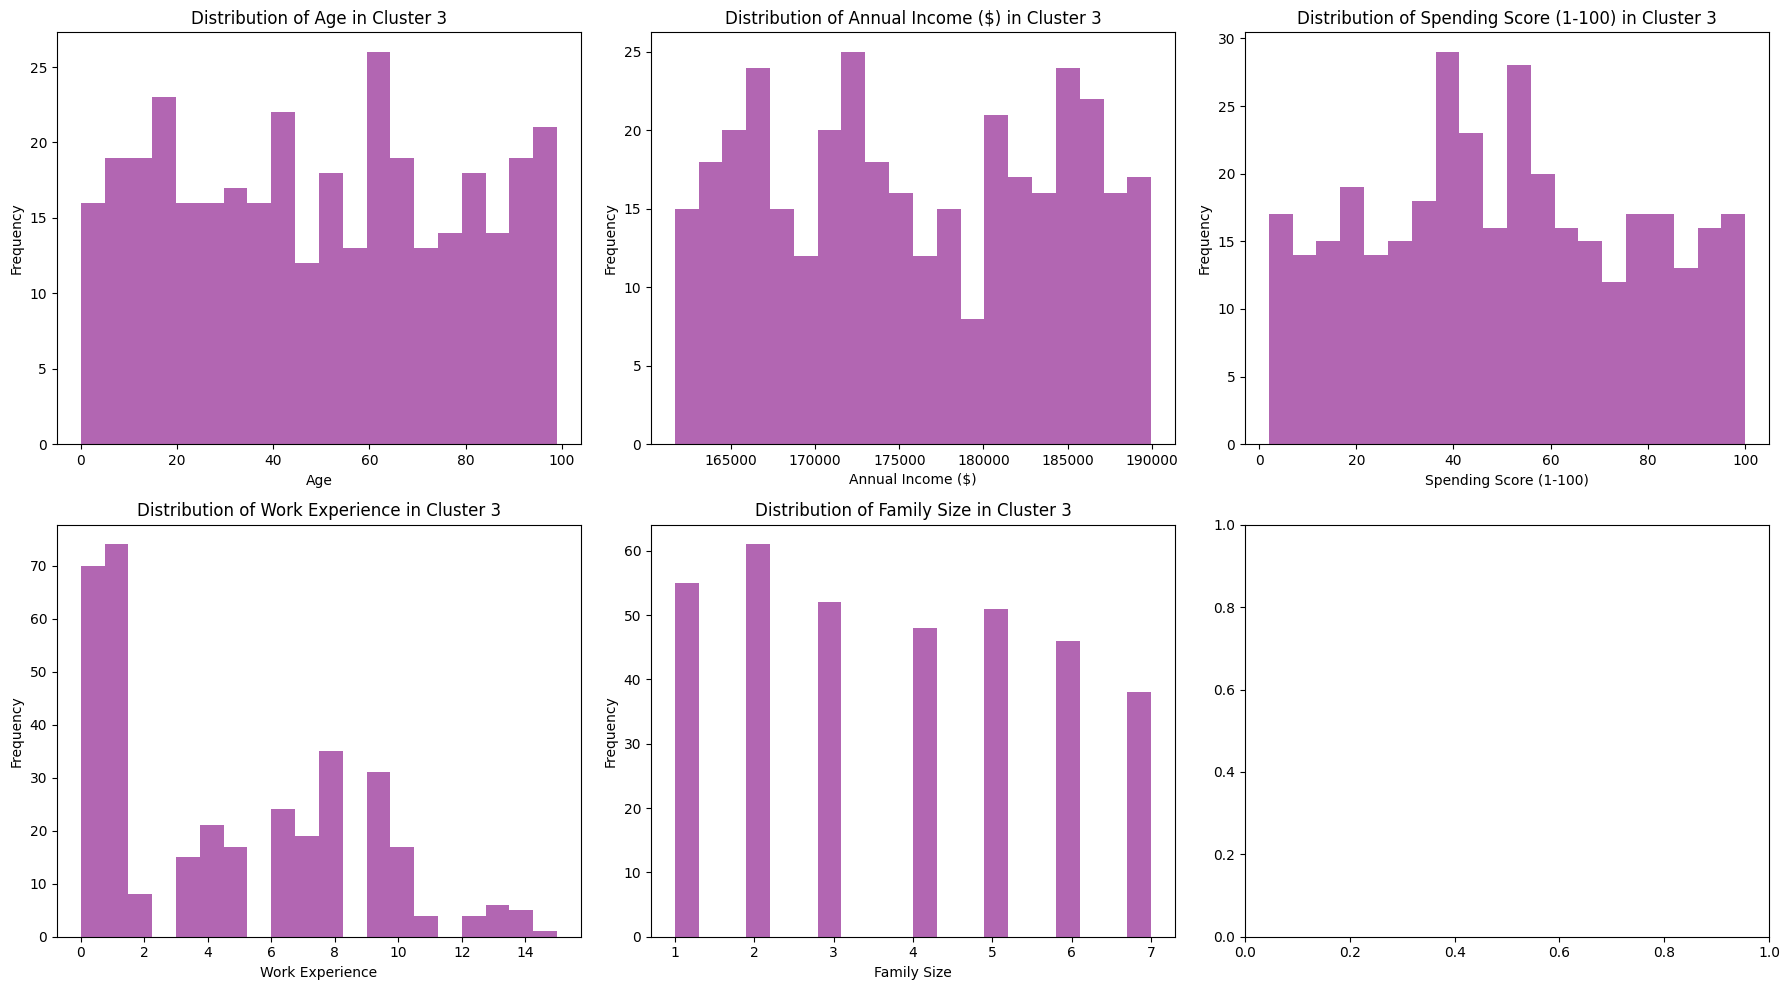 Distribution of Age in Cluster 3
Frequency
25
20
15
10
5
0
0 20 40 60 80 100
Age
Distribution of Annual Income ($) in Cluster 3
Frequency
25
20
15
10
5
0
165000 170000 175000 180000 185000 190000
Annual Income ($)
Distribution of Spending Score (1-100) in Cluster 3
Frequency
30
25
20
15
10
5
0
0 20 40 60 80 100
Spending Score (1-100)
Distribution of Work Experience in Cluster 3
Frequency
70
60
50
40
30
20
10
0
0 2 4 6 8 10 12 14
Work Experience
Distribution of Family Size in Cluster 3
Frequency
60
50
40
30
20
10
0
1 2 3 4 5 6 7
Family Size
1.0
0.8
0.6
0.4
0.2
0.0
0.0 0.2 0.4 0.6 0.8 1.0